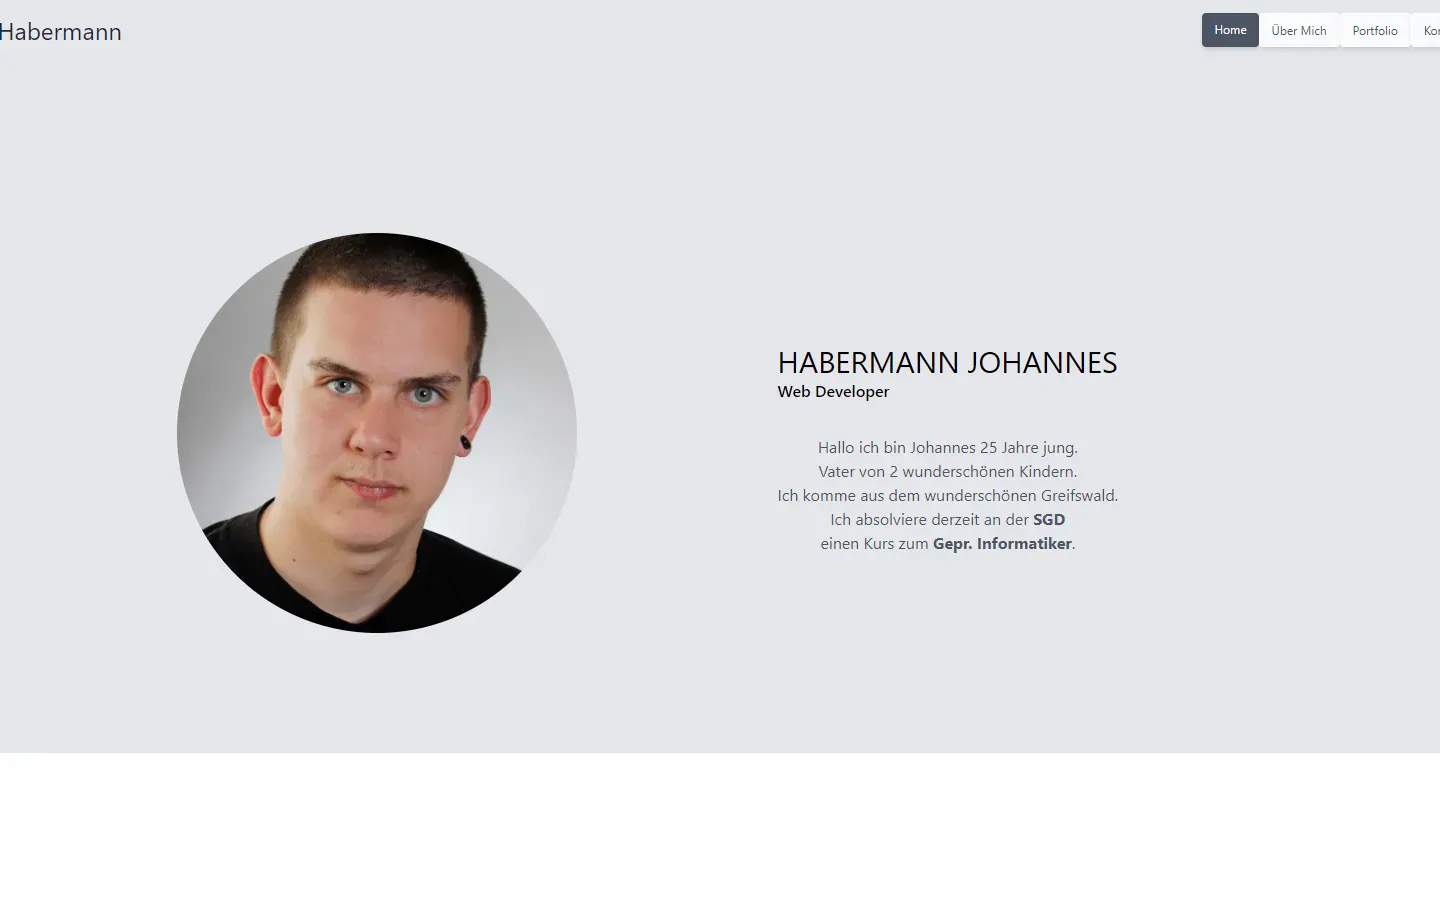 Habermann
Home
Über Mich
Portfolio
HABERMANN JOHANNES
Web Developer
Hallo ich bin Johannes 25 Jahre jung.
Vater von 2 wunderschönen Kindern.
Ich komme aus dem wunderschönen Greifswald.
Ich absolviere derzeit an der SGD
einen Kurs zum Gepr. Informatiker.